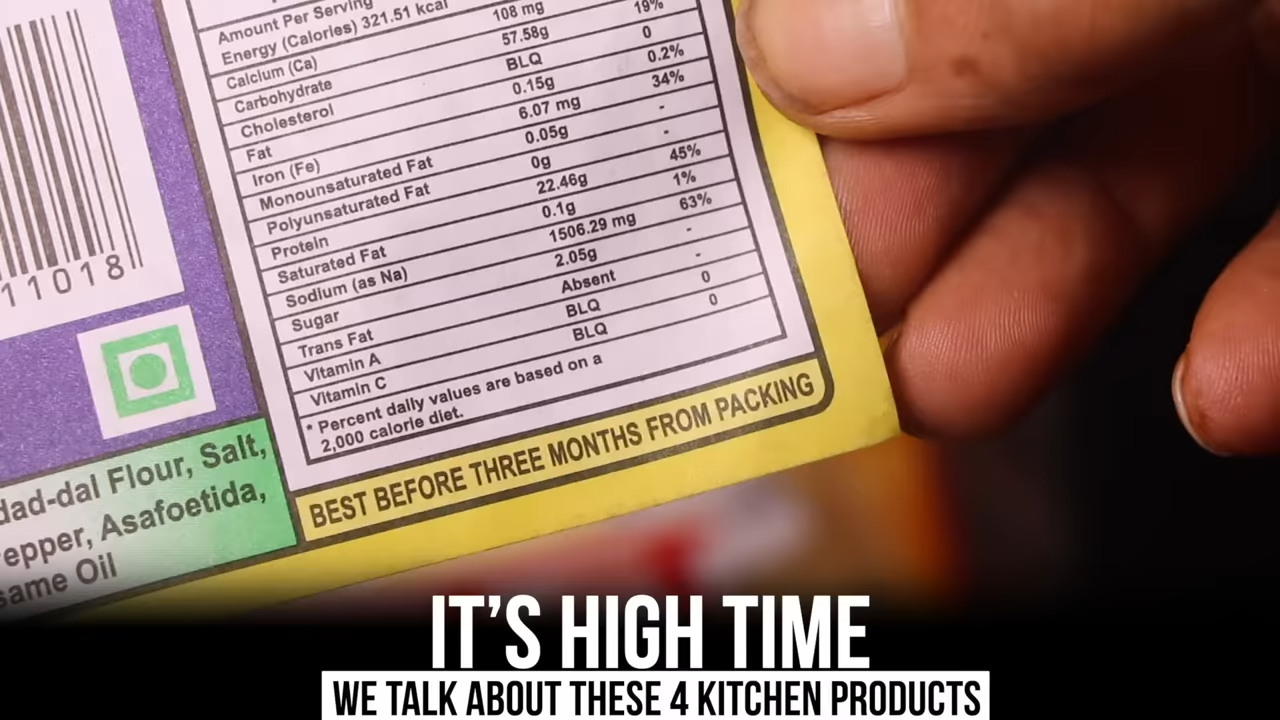 Amount Per Serving
Energy (Calories) 321.51 kcal
Calcium (Ca) 108 mg
Carbohydrate 57.58g 19%
Cholesterol BLQ 0
Fat 0.15g 0.2%
Iron (Fe) 6.07 mg 34%
Monounsaturated Fat 0.05g -
Polyunsaturated Fat 0g -
Protein 22.46g 45%
Saturated Fat 0.1g 1%
Sodium (as Na) 1506.29 mg 63%
Sugar 2.05g -
Trans Fat Absent -
Vitamin A BLQ 0
Vitamin C BLQ 0
* Percent daily values are based on a
2,000 calorie diet.
BEST BEFORE THREE MONTHS FROM PACKING
11018
dad-dal Flour, Salt,
epper, Asafoetida,
same Oil
IT'S HIGH TIME
WE TALK ABOUT THESE 4 KITCHEN PRODUCTS